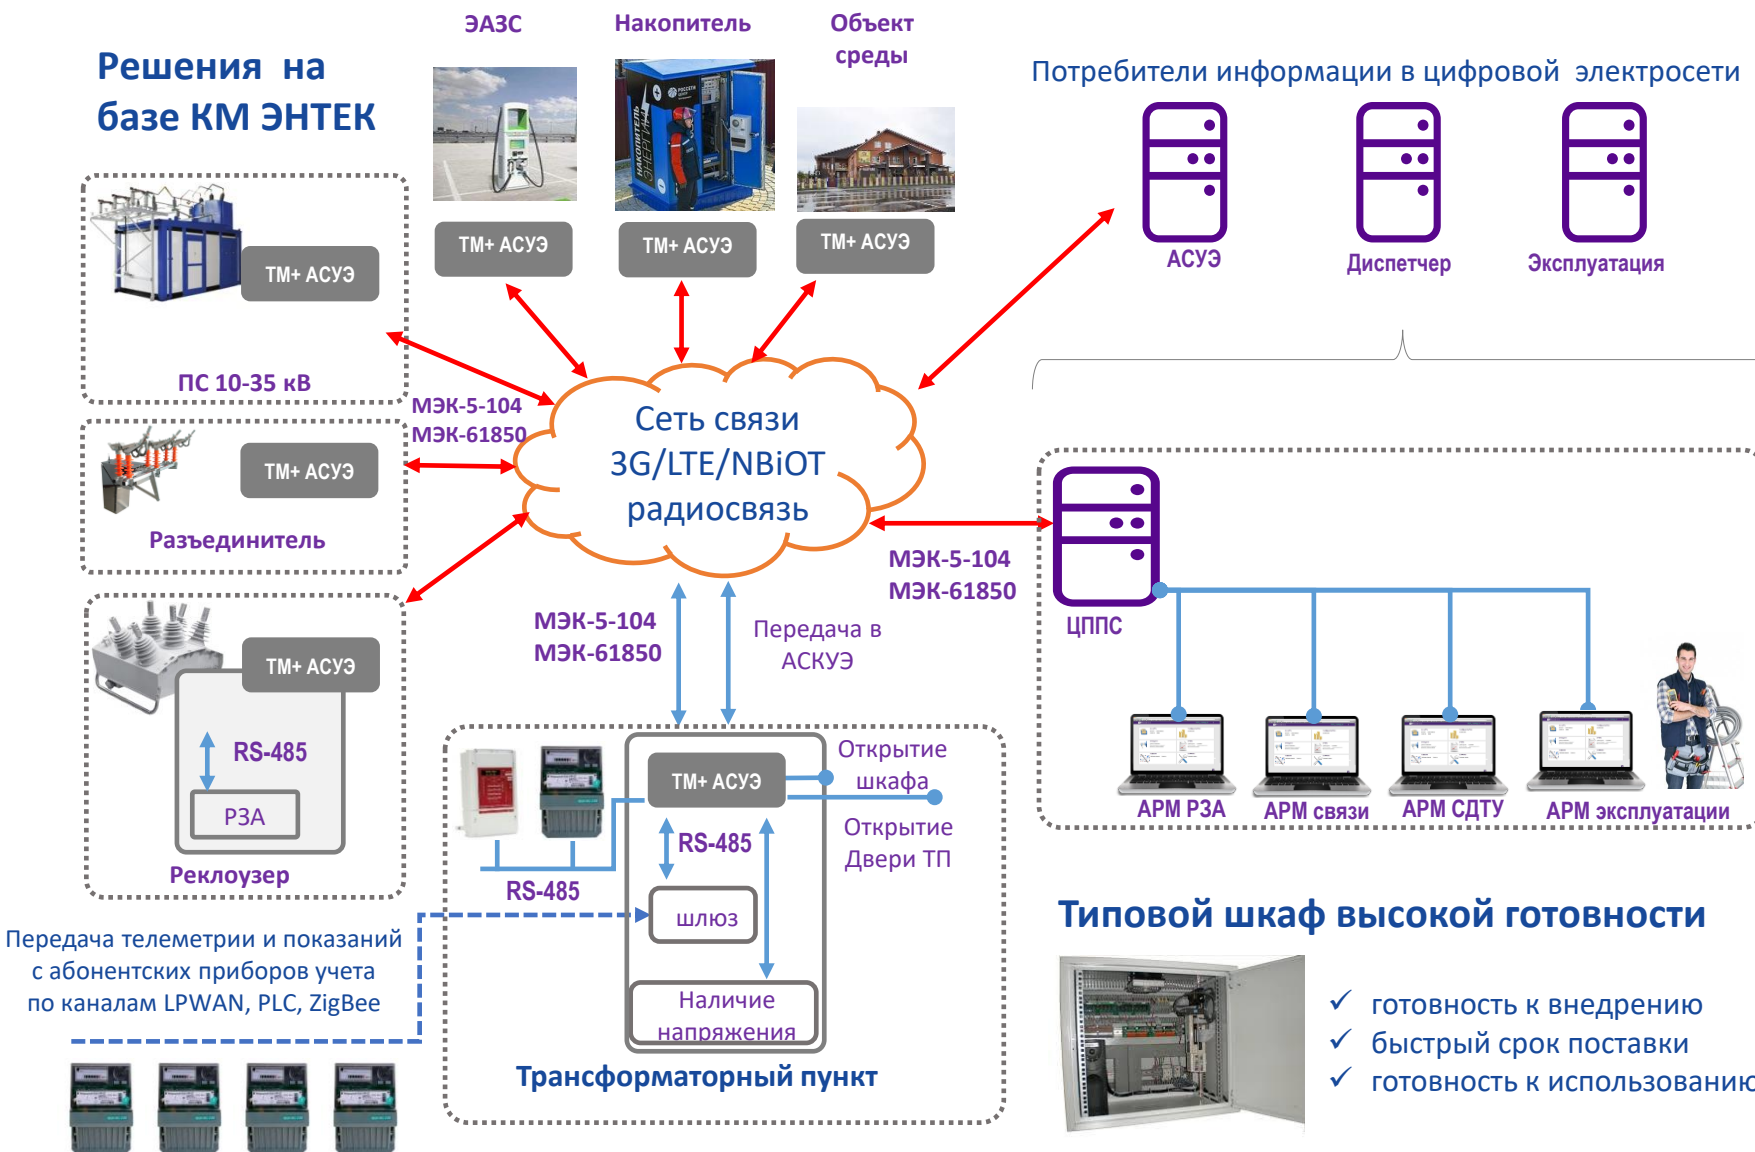 Решения на
базе КМ ЭНТЕК
ЭАЗС
Накопитель
Объект
среды
Потребители информации в цифровой электросети
НАКОПИТЕЛЬ
ЭНЕРГИИ
РОССЕТИ
ТМ+ АСУЭ
ТМ+ АСУЭ
ТМ+ АСУЭ
АСУЭ
Диспетчер
Эксплуатация
ТМ+ АСУЭ
ПС 10-35 кВ
МЭК-5-104
МЭК-61850
ТМ+ АСУЭ
Разъединитель
Сеть связи
3G/LTE/NBiOT
радиосвязь
МЭК-5-104
МЭК-61850
ЦППС
ТМ+ АСУЭ
RS-485
РЗА
Реклоузер
МЭК-5-104
МЭК-61850
Передача в
АСКУЭ
АРМ РЗА
АРМ связи
АРМ СДТУ
АРМ эксплуатации
ТМ+ АСУЭ
Открытие
шкафа
Открытие
Двери ТП
RS-485
RS-485
шлюз
Наличие
напряжения
Трансформаторный пункт
Передача телеметрии и показаний
с абонентских приборов учета
по каналам LPWAN, PLC, ZigBee
Типовой шкаф высокой готовности
✓ готовность к внедрению
✓ быстрый срок поставки
✓ готовность к использованию